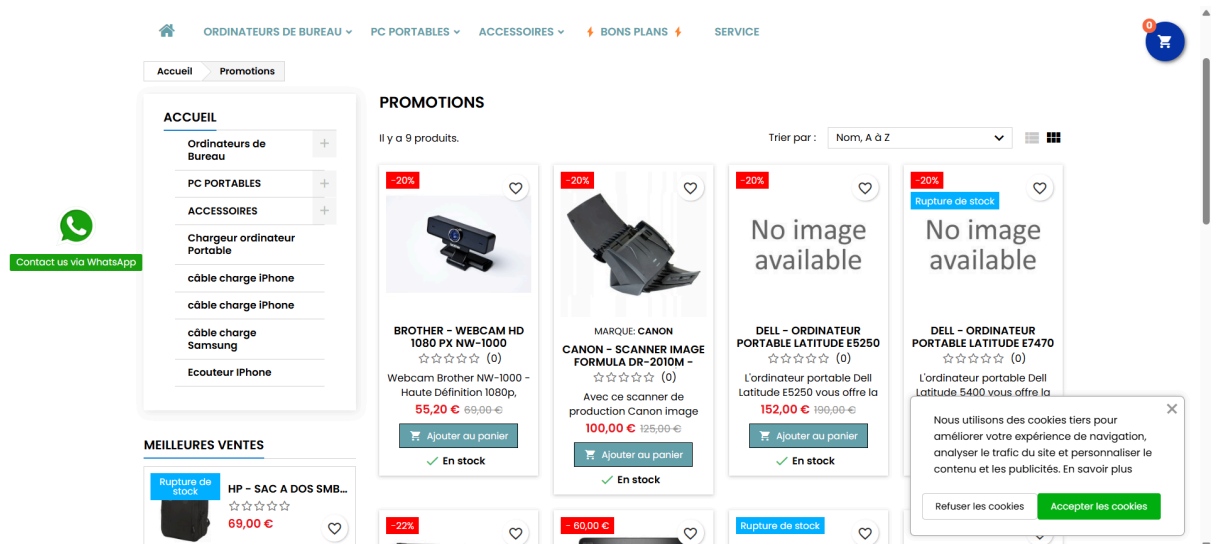 ORDINATEURS DE BUREAU PC PORTABLES ACCESSOIRES BONS PLANS SERVICE
0
Accueil Promotions
ACCUEIL
Ordinateurs de
Bureau
PC PORTABLES
ACCESSOIRES
Chargeur ordinateur
Portable
câble charge iPhone
câble charge iPhone
câble charge
Samsung
Ecouteur IPhone
Contact us via WhatsApp
MEILLEURES VENTES
Rupture de
stock
HP - SAC A DOS SMB...
69,00 €
PROMOTIONS
Il y a 9 produits.
Trier par :
Nom, A à Z
-20%
BROTHER - WEBCAM HD
1080 PX NW-1000
(0)
Webcam Brother NW-1000 -
Haute Définition 1080p,
55,20 € 69,00 €
Ajouter au panier
En stock
-20%
MARQUE: CANON
CANON - SCANNER IMAGE
FORMULA DR-2010M -
(0)
Avec ce scanner de
production Canon image
100,00 € 125,00 €
Ajouter au panier
En stock
-20%
No image
available
DELL - ORDINATEUR
PORTABLE LATITUDE E5250
(0)
L'ordinateur portable Dell
Latitude E5250 vous offre la
152,00 € 190,00 €
Ajouter au panier
En stock
-20%
Rupture de stock
No image
available
DELL - ORDINATEUR
PORTABLE LATITUDE E7470
(0)
L'ordinateur portable Dell
Latitude 5400 vous offre la
-22%
- 60,00 €
Rupture de stock
Nous utilisons des cookies tiers pour
améliorer votre expérience de navigation,
analyser le trafic du site et personnaliser le
contenu et les publicités. En savoir plus
Refuser les cookies
Accepter les cookies